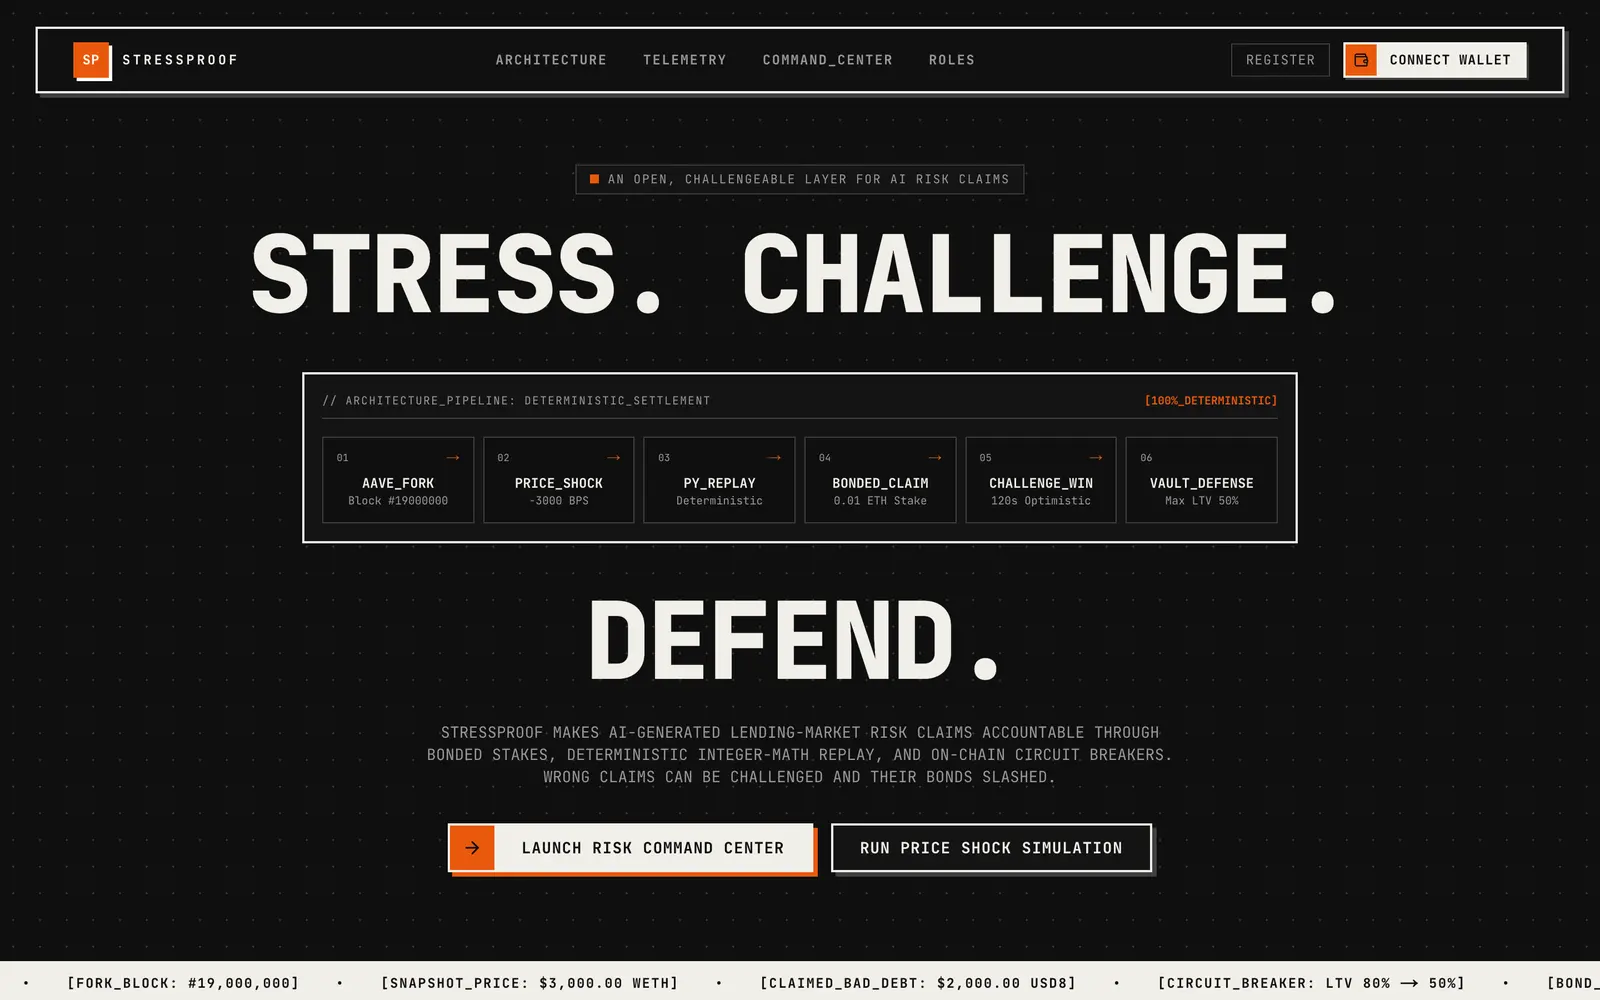 SP STRESSPROOF ARCHITECTURE TELEMETRY COMMAND_CENTER ROLES REGISTER CONNECT WALLET
AN OPEN, CHALLENGEABLE LAYER FOR AI RISK CLAIMS
STRESS. CHALLENGE.
// ARCHITECTURE_PIPELINE: DETERMINISTIC_SETTLEMENT [100%_DETERMINISTIC]
01 →
AAVE_FORK
Block #19000000
02 →
PRICE_SHOCK
-3000 BPS
03 →
PY_REPLAY
Deterministic
04 →
BONDED_CLAIM
0.01 ETH Stake
05 →
CHALLENGE_WIN
120s Optimistic
06
VAULT_DEFENSE
Max LTV 50%
DEFEND.
STRESSPROOF MAKES AI-GENERATED LENDING-MARKET RISK CLAIMS ACCOUNTABLE THROUGH
BONDED STAKES, DETERMINISTIC INTEGER-MATH REPLAY, AND ON-CHAIN CIRCUIT BREAKERS.
WRONG CLAIMS CAN BE CHALLENGED AND THEIR BONDS SLASHED.
→ LAUNCH RISK COMMAND CENTER RUN PRICE SHOCK SIMULATION
• [FORK_BLOCK: #19,000,000] • [SNAPSHOT_PRICE: $3,000.00 WETH] • [CLAIMED_BAD_DEBT: $2,000.00 USD8] • [CIRCUIT_BREAKER: LTV 80% → 50%] • [BOND_